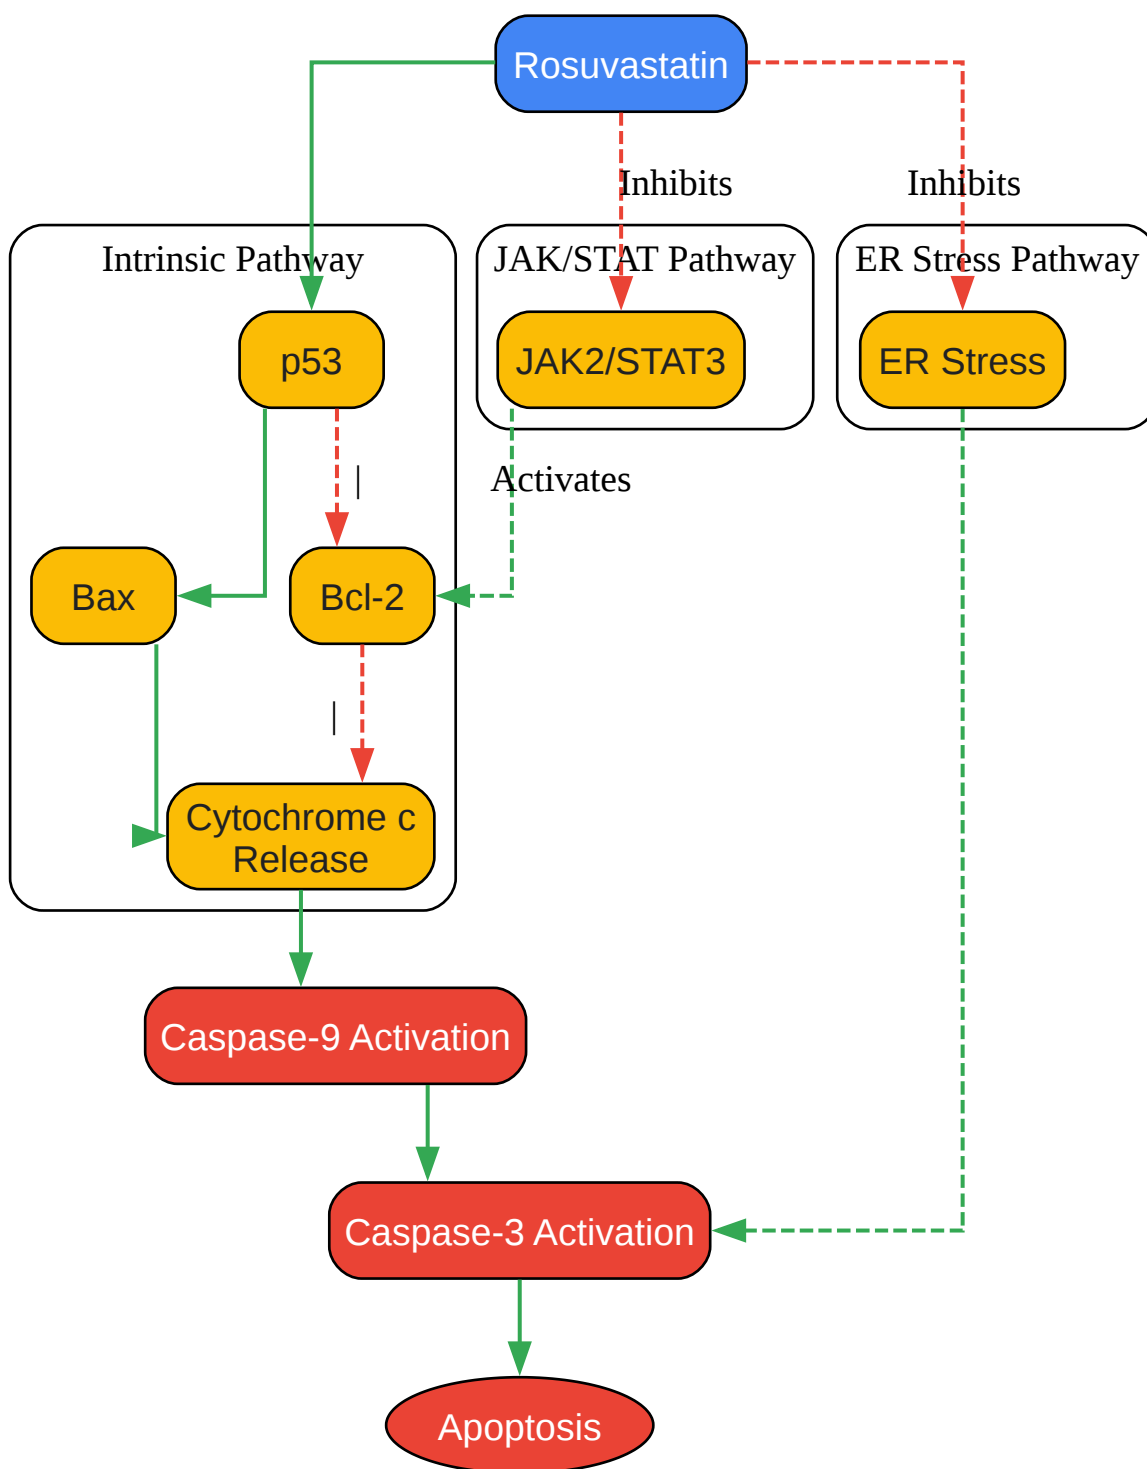 Rosuvastatin
Inhibits
Inhibits
Intrinsic Pathway
JAK/STAT Pathway
ER Stress Pathway
p53
JAK2/STAT3
ER Stress
|
Activates
Bax
Bcl-2
|
Cytochrome c
Release
Caspase-9 Activation
Caspase-3 Activation
Apoptosis